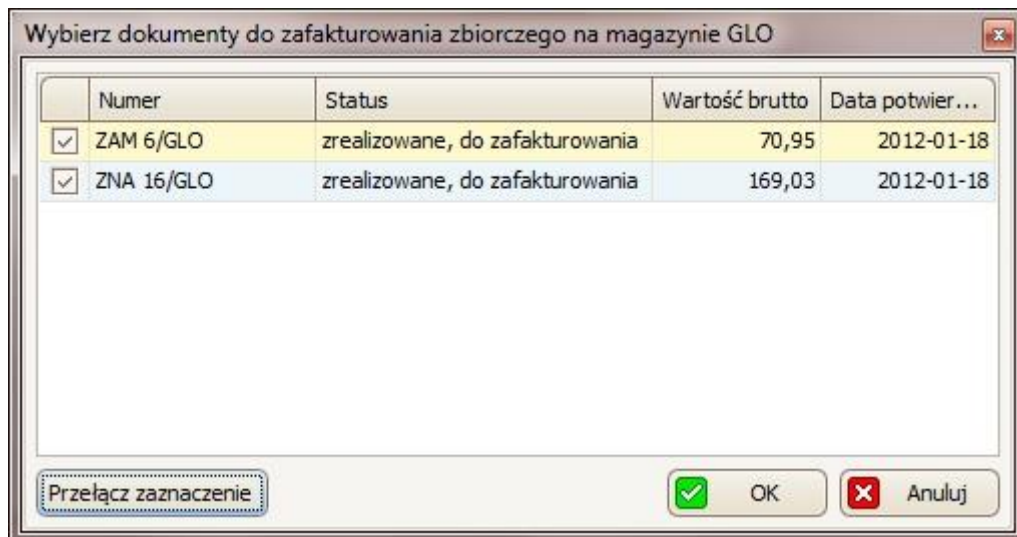 Wybierz dokumenty do zafakturowania zbiorczego na magazynie GLO
Numer Status Wartość brutto Data potwier...
ZAM 6/GLO zrealizowane, do zafakturowania 70,95 2012-01-18
ZNA 16/GLO zrealizowane, do zafakturowania 169,03 2012-01-18
Przełącz zaznaczenie OK Anuluj